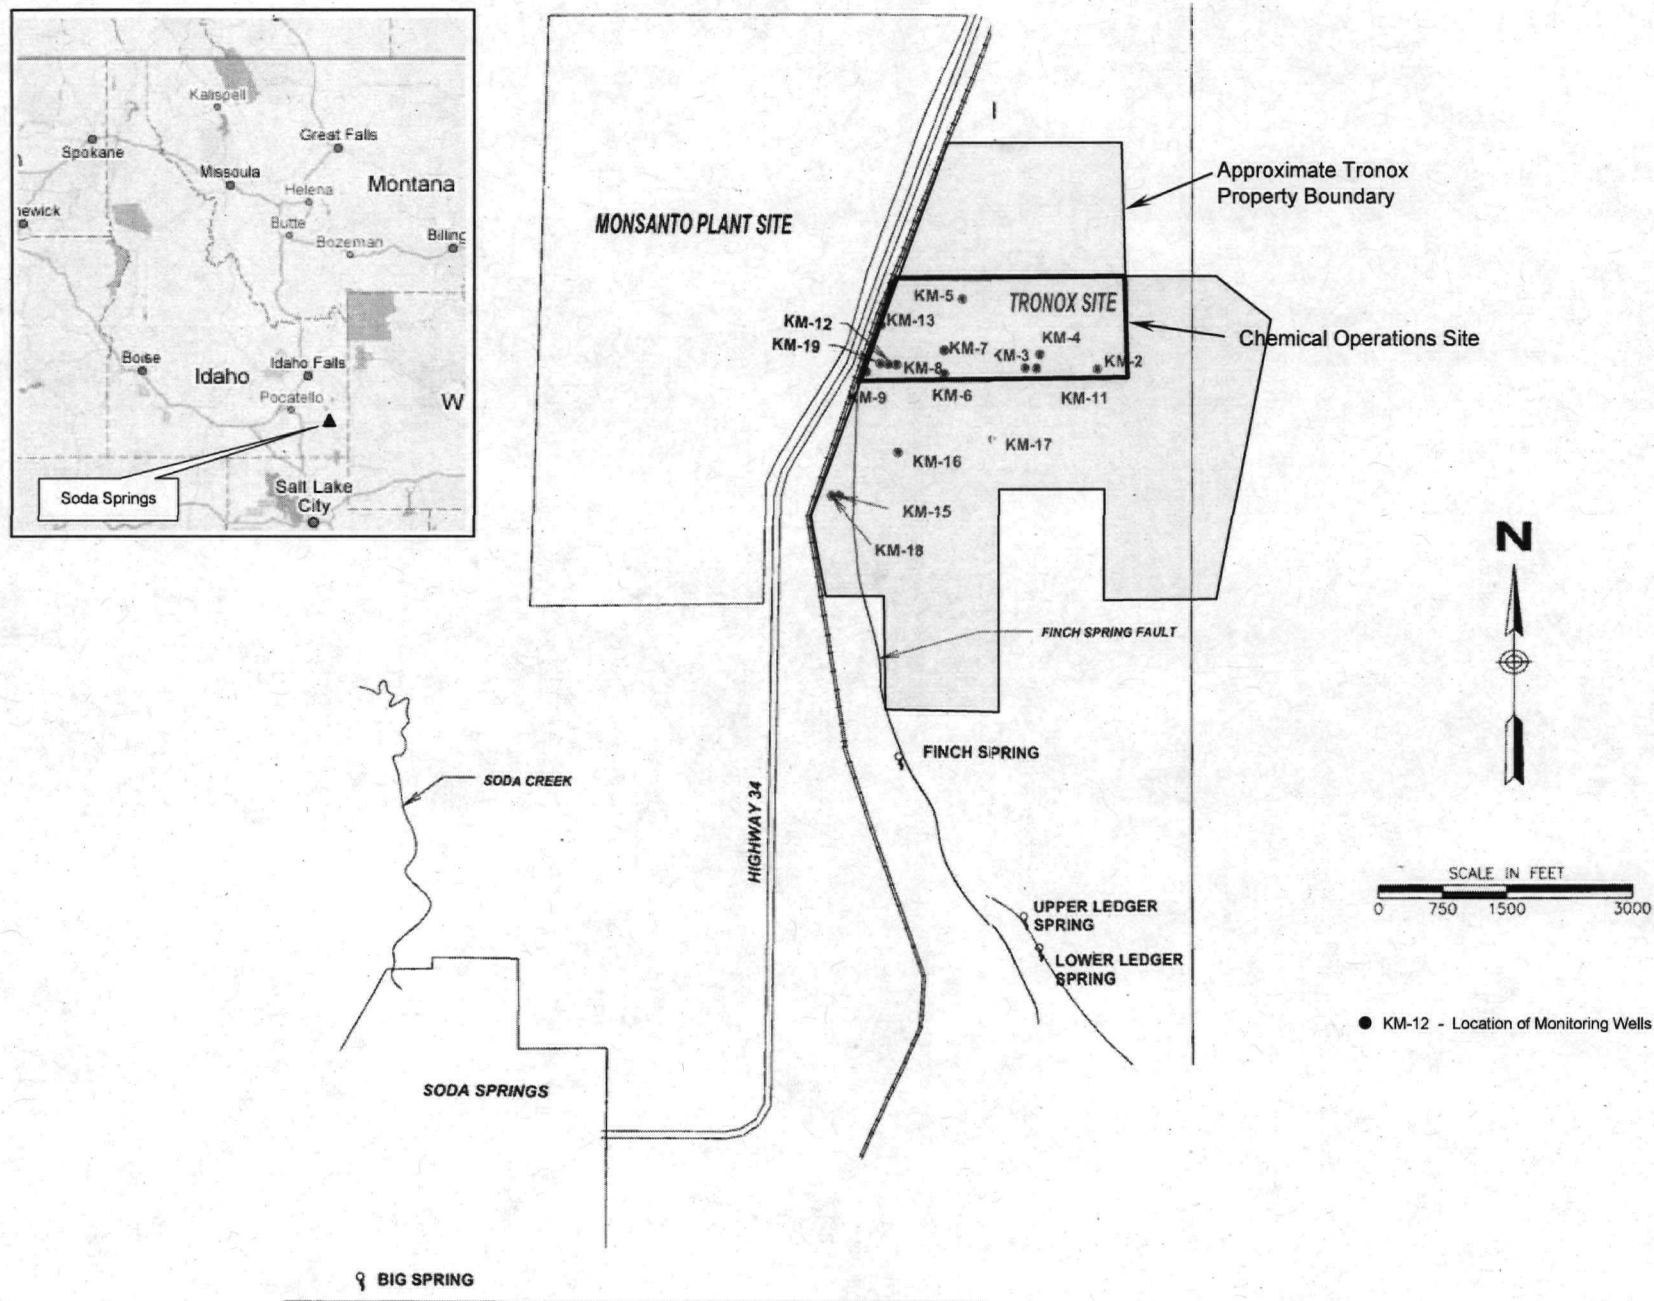 Kalispell
Great Falls
Spokane
Missoula
Helena
Montana
newick
Butte
Bozeman
Billing
Boise
Idaho Falls
Idaho
Pocatello
W
Soda Springs
Salt Lake
City
MONSANTO PLANT SITE
Approximate Tronox
Property Boundary
TRONOX SITE
Chemical Operations Site
KM-5
KM-13
KM-12
KM-19
KM-7
KM-4
KM-3
KM-2
KM-8
KM-9
KM-6
KM-11
KM-17
KM-16
KM-15
KM-18
FINCH SPRING FAULT
N
FINCH SPRING
SODA CREEK
HIGHWAY 34
UPPER LEDGER
SPRING
LOWER LEDGER
SPRING
SCALE IN FEET
0 750 1500 3000
KM-12 - Location of Monitoring Wells
SODA SPRINGS
BIG SPRING